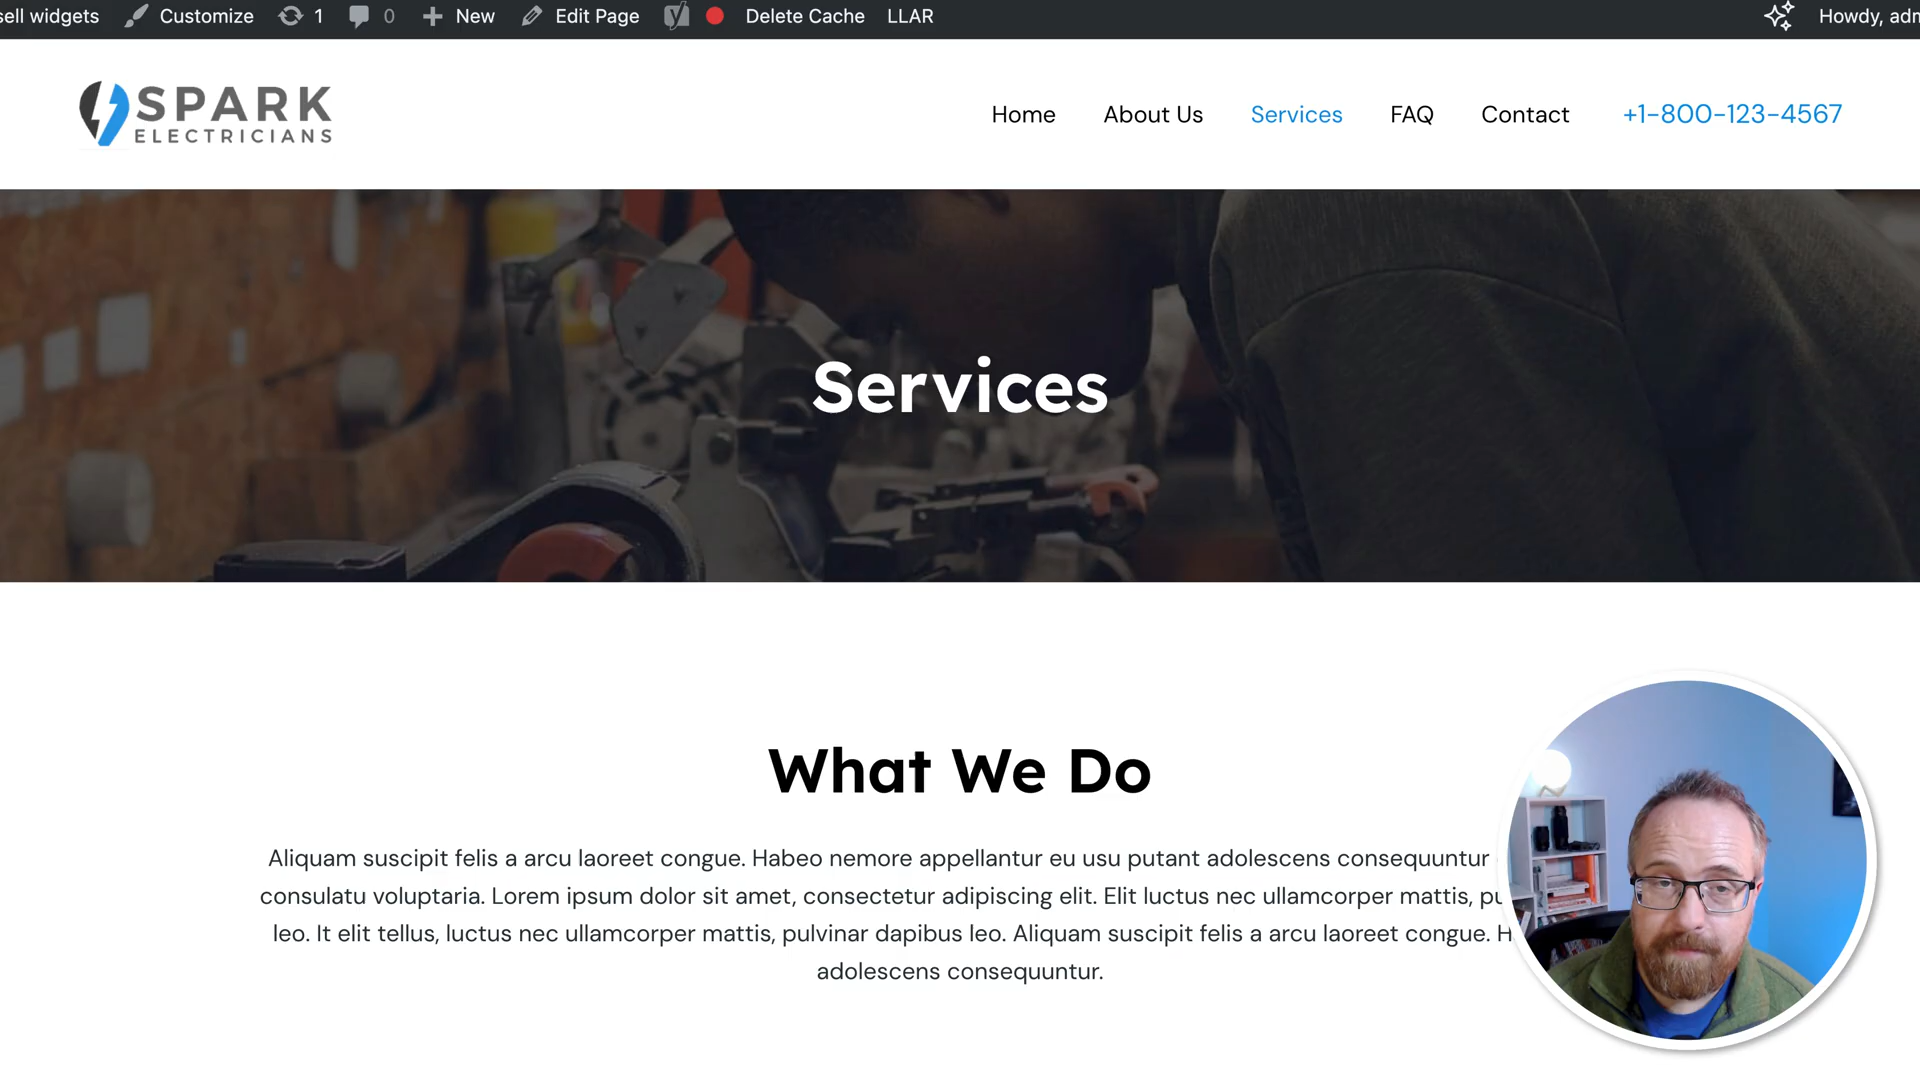 sell widgets Customize 1 0 New Edit Page Delete Cache LLAR Howdy, adm
SPARK
ELECTRICIANS
Home About Us Services FAQ Contact +1-800-123-4567
Services
What We Do
Aliquam suscipit felis a arcu laoreet congue. Habeo nemore appellantur eu usu putant adolescens consequuntur
consulatu voluptaria. Lorem ipsum dolor sit amet, consectetur adipiscing elit. Elit luctus nec ullamcorper mattis, pu
leo. It elit tellus, luctus nec ullamcorper mattis, pulvinar dapibus leo. Aliquam suscipit felis a arcu laoreet congue. H
adolescens consequuntur.